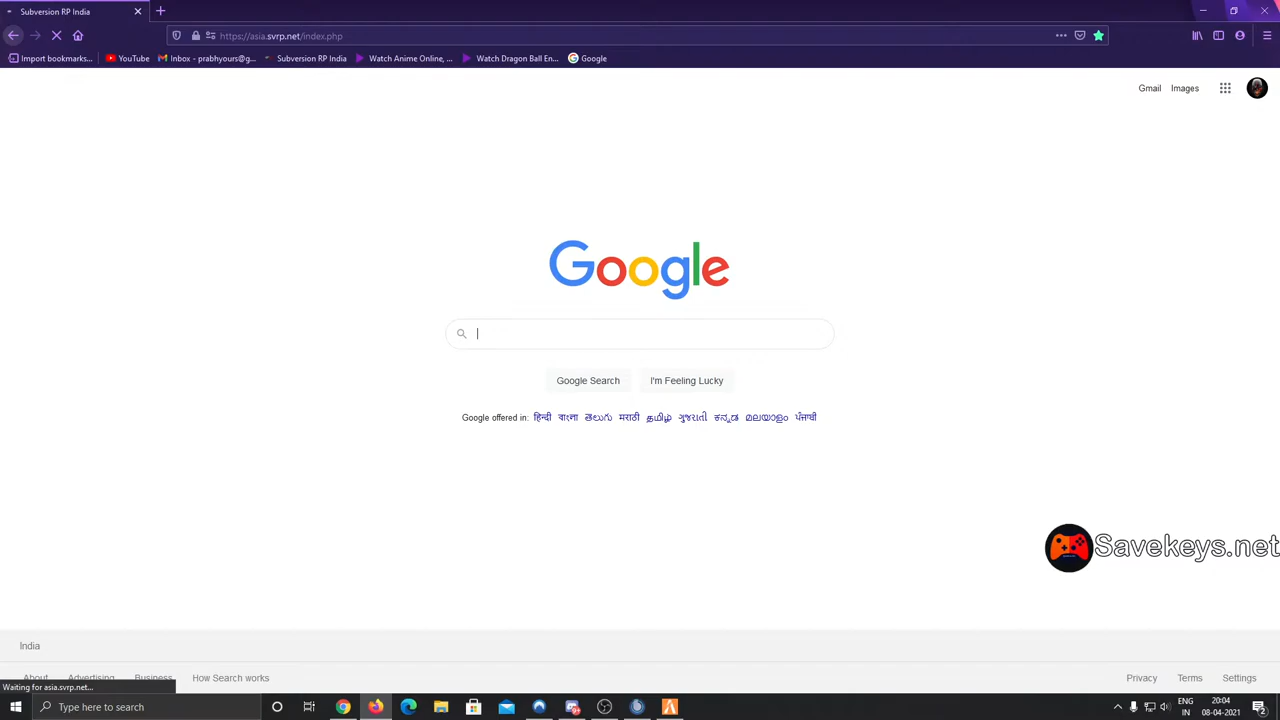 Subversion RP India
https://asia.svrp.net/index.php
Import bookmarks... YouTube Inbox - prabhyours@g... Subversion RP India Watch Anime Online, ... Watch Dragon Ball En... Google
Gmail Images
Google
Google Search I'm Feeling Lucky
Google offered in: हिन्दी বাংলা తెలుగు मराठी தமிழ் ગુજરાતી ಕನ್ನಡ മലയാളം ਪੰਜਾਬੀ
Savekeys.net
India
About Advertising Business How Search works Privacy Terms Settings
Waiting for asia.svrp.net...
Type here to search
ENG
IN
20:04
08-04-2021